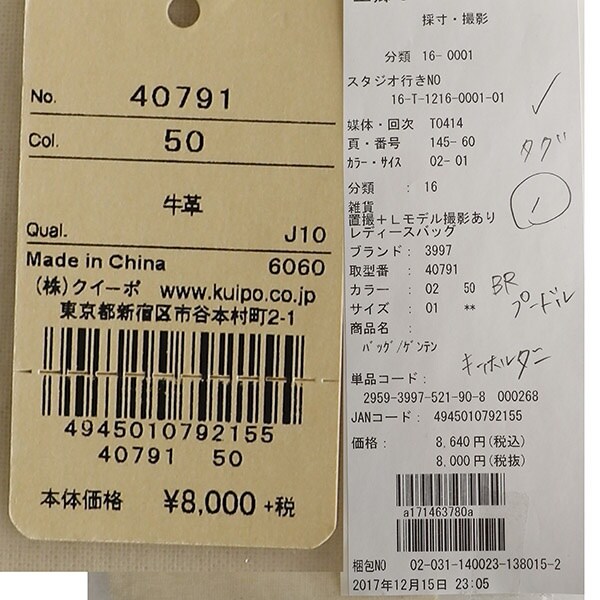 No. 40791
Col. 50
牛革
Qual. J10
Made in China 6060
(株)クイーポ www.kuipo.co.jp
東京都新宿区市谷本村町2-1
4945010792155
40791 50
本体価格 ¥8,000+税
採寸・撮影
分類 16-0001
スタジオ行きNO
16-T-1216-0001-01
媒体・回次 T0414
頁・番号 145-60
カラー・サイズ 02-01
タグ
分類 : 16
1
雑貨
置撮+Lモデル撮影あり
レディースバッグ
ブランド: 3997
取型番 : 40791
カラー : 02 50 BR
サイズ : 01 ** プードル
商品名 :
バッグ/ゲンテン
キーホルダー
単品コード:
2959-3997-521-90-8 000268
JANコード: 4945010792155
価格: 8,640円(税込)
8,000円(税抜)
a171463780a
梱包NO 02-031-140023-138015-2
2017年12月15日 23:05